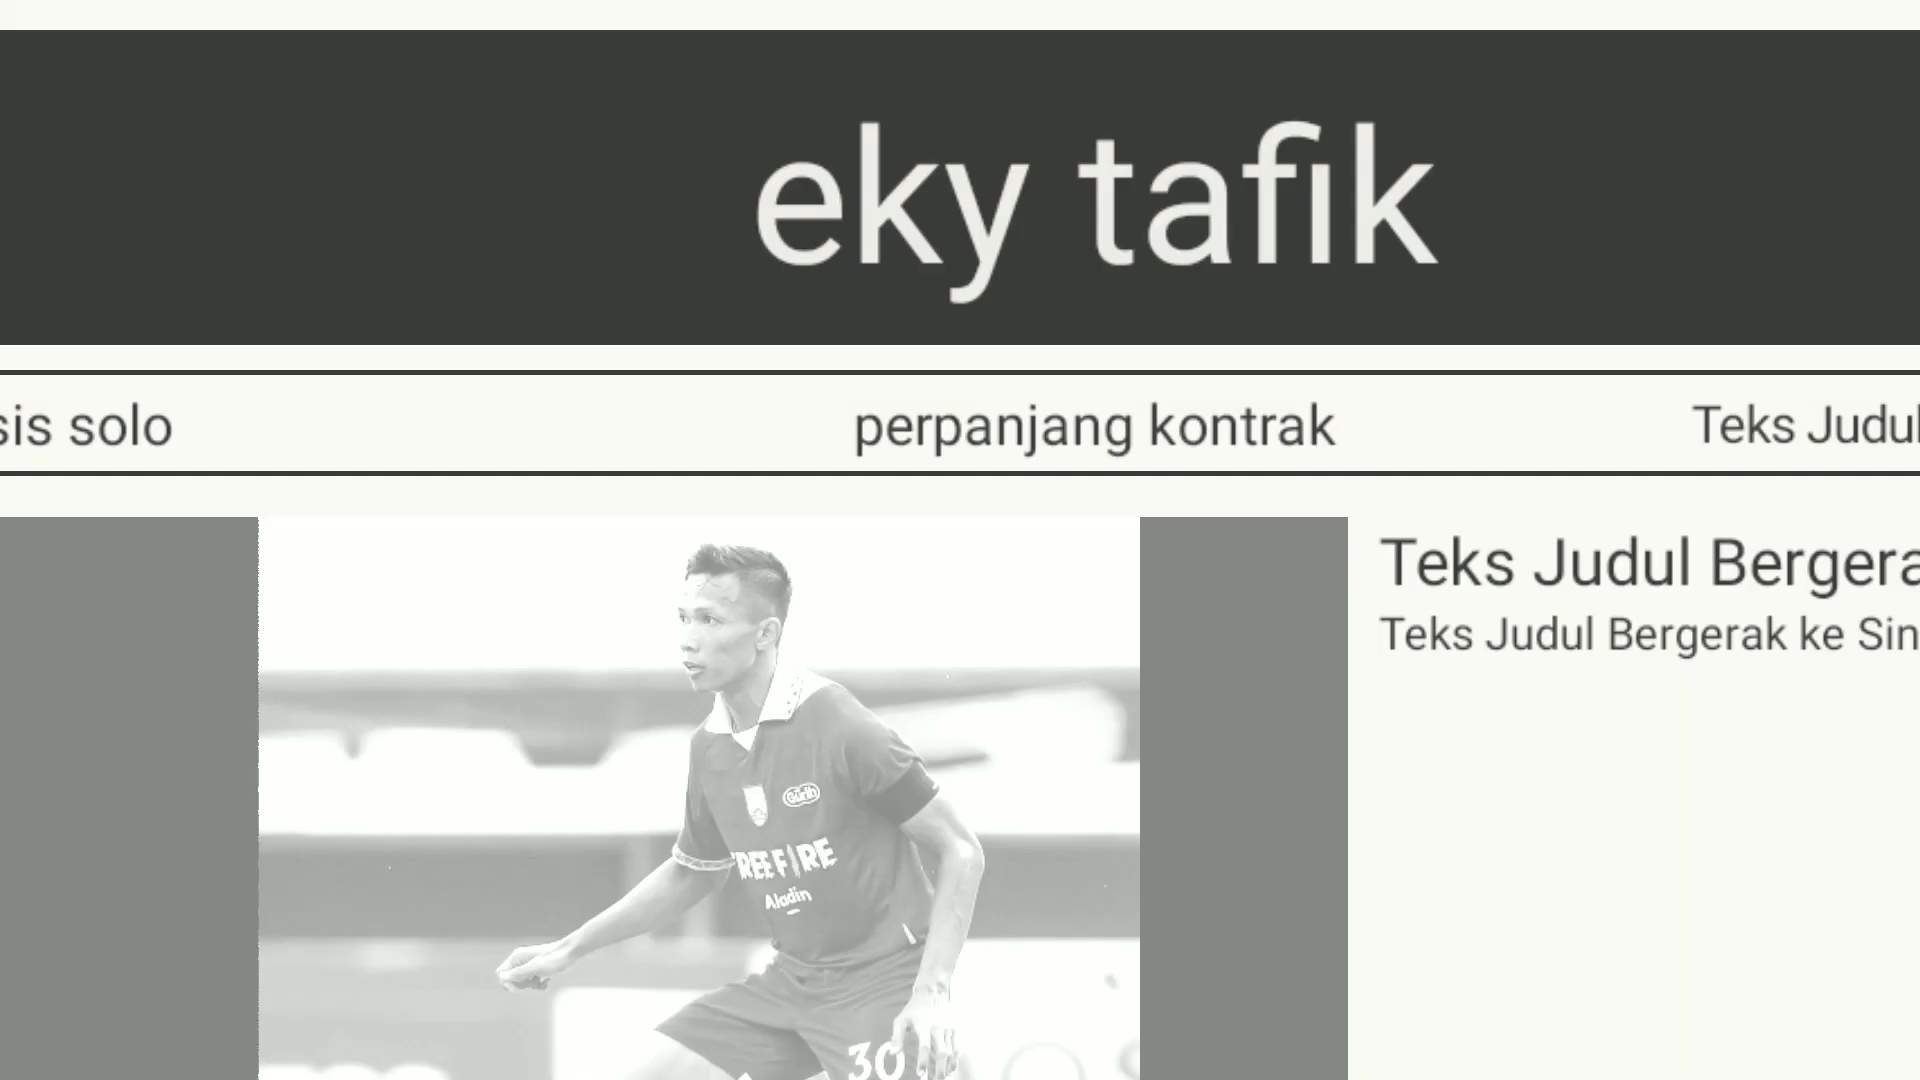 eky tafik
sis solo
perpanjang kontrak
Teks Judul
Teks Judul Bergera
Teks Judul Bergerak ke Sin
Gurih
FREE FIRE
Aladin
30